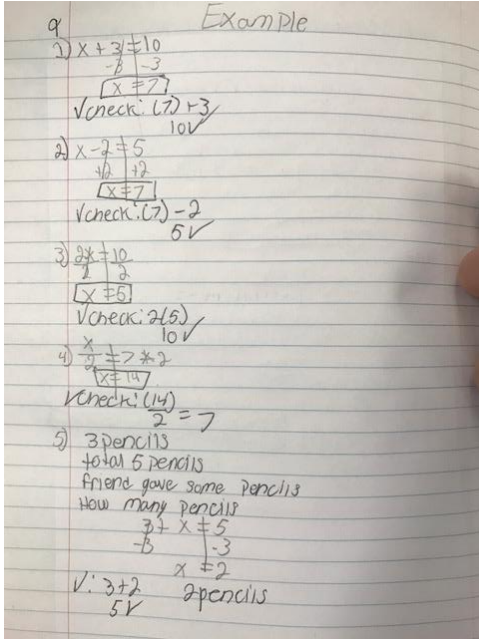 9 Example
1) x + 3 = 10
-3 -3
x = 7
√check: (7) + 3
10√
2) x - 2 = 5
+2 +2
x = 7
√check: (7) - 2
5√
3) 2x = 10
2 2
x = 5
√check: 2(5)
10√
4) x/2 = 7 * 2
x = 14
√check: (14)/2 = 7
5) 3 pencils
total 5 pencils
friend gave some pencils
How many pencils
3 + x = 5
-3 -3
x = 2
√: 3+2 2 pencils
5√